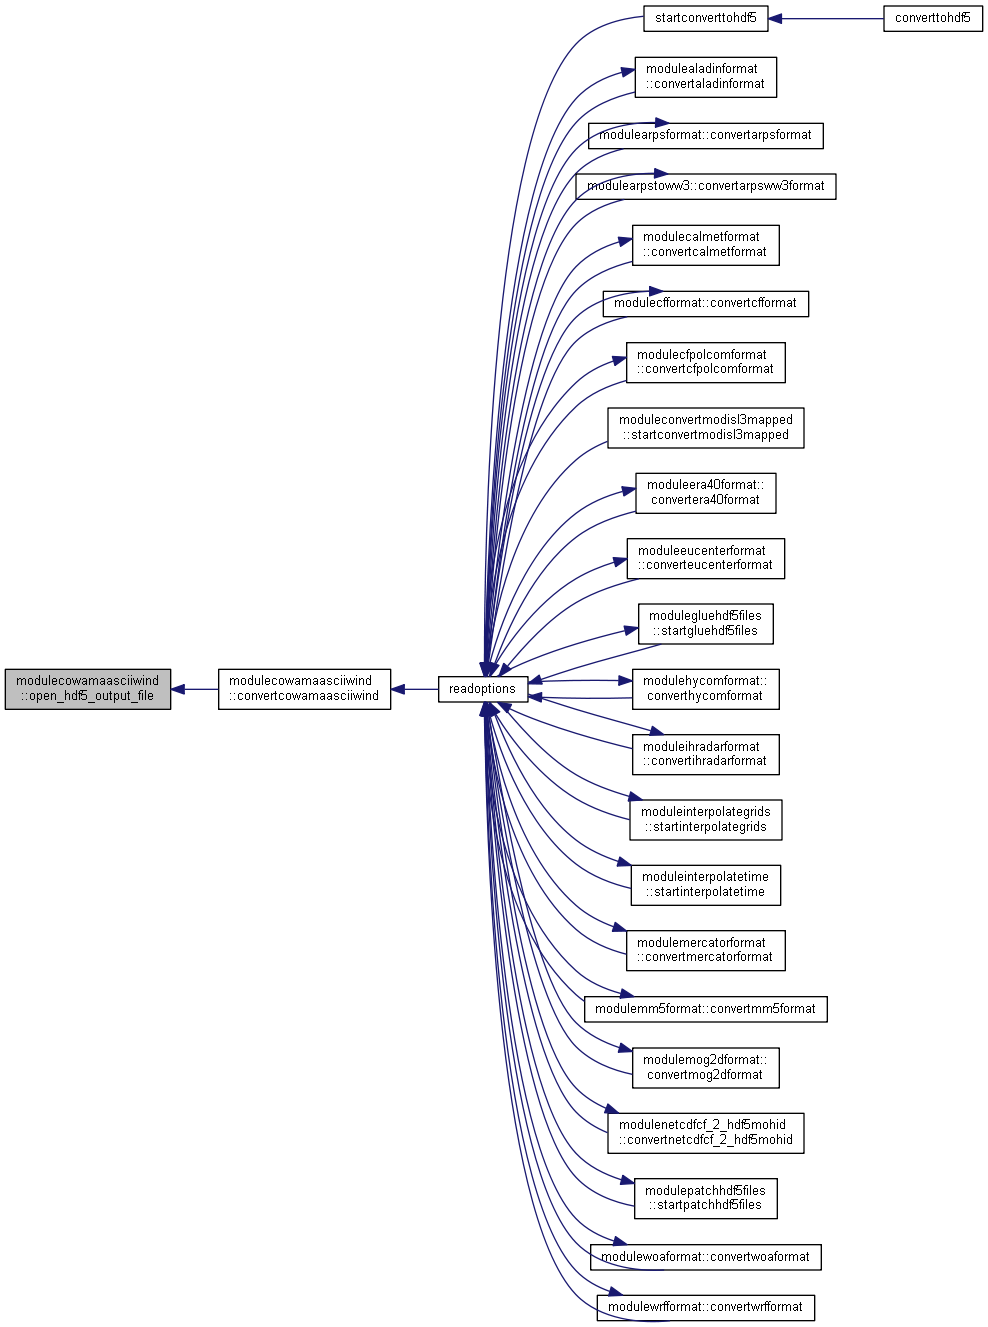 startconverttohdf5
converttohdf5
modulealadinformat
::convertaladinformat
modulearpsformat::convertarpsformat
modulearpstoww3::convertarpsww3format
modulecalmetformat
::convertcalmetformat
modulecfformat::convertcfformat
modulecfpolcomformat
::convertcfpolcomformat
moduleconvertmodisl3mapped
::startconvertmodisl3mapped
moduleera40format::
convertera40format
moduleeucenterformat
::converteucenterformat
modulegluehdf5files
::startgluehdf5files
modulecowamaasciiwind
::open_hdf5_output_file
modulecowamaasciiwind
::convertcowamaasciiwind
readoptions
modulehycomformat::
converthycomformat
moduleihradarformat
::convertihradarformat
moduleinterpolategrids
::startinterpolategrids
moduleinterpolatetime
::startinterpolatetime
modulemercatorformat
::convertmercatorformat
modulemm5format::convertmm5format
modulemog2dformat::
convertmog2dformat
modulenetcdfcf_2_hdf5mohid
::convertnetcdfcf_2_hdf5mohid
modulepatchhdf5files
::startpatchhdf5files
modulewoaformat::convertwoaformat
modulewrfformat::convertwrfformat